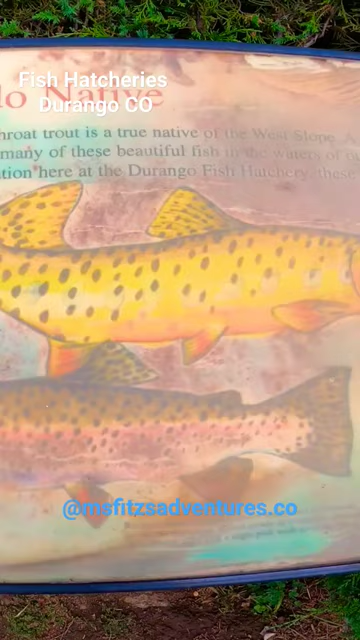 Fish Hatcheries
Durango CO
lo Native
hroat trout is a true native of the West Slope. A
many of these beautiful fish in the waters of
ation here at the Durango Fish Hatchery, these
@msfitzsadventures.co